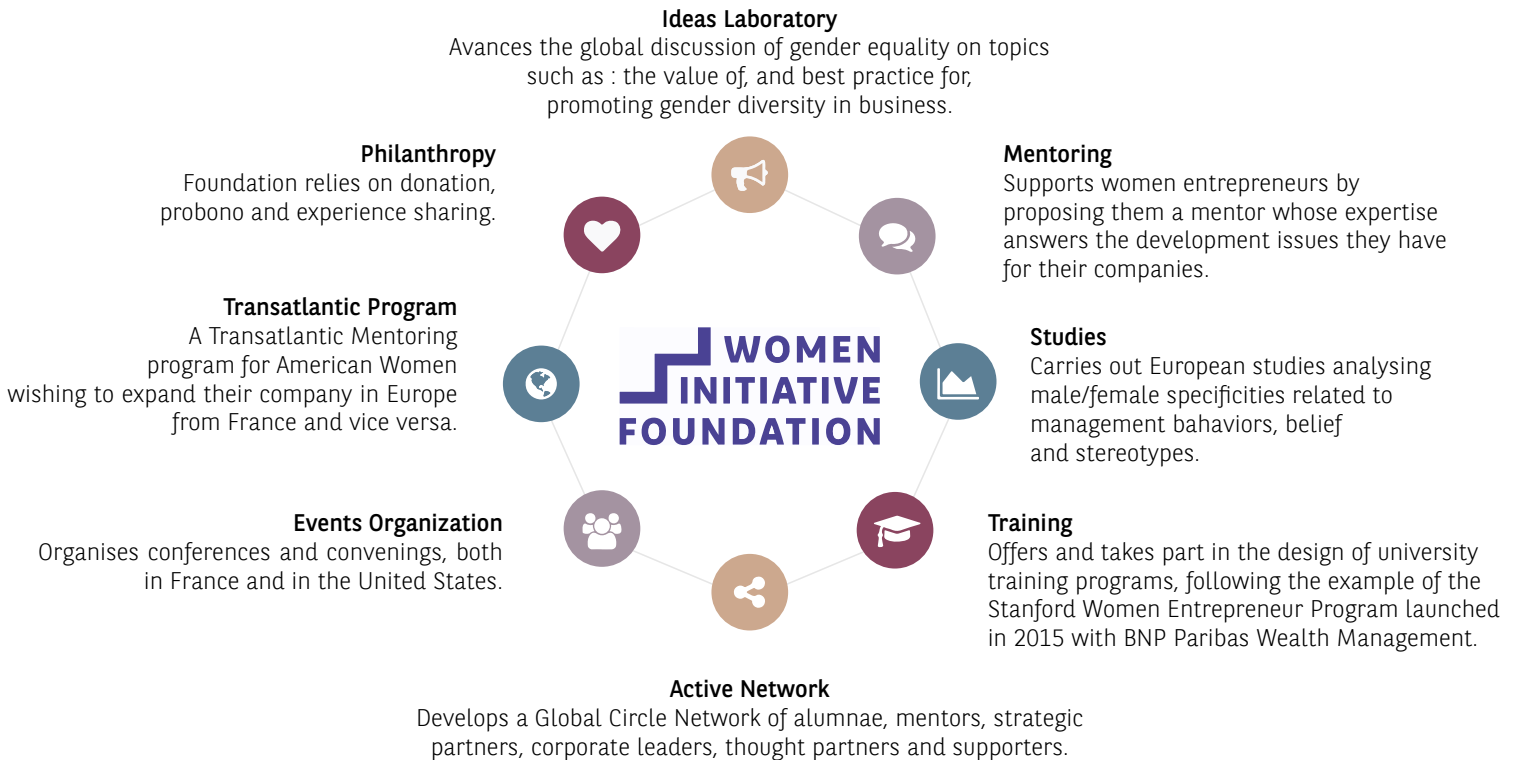 Ideas Laboratory
Avances the global discussion of gender equality on topics
such as : the value of, and best practice for,
promoting gender diversity in business.
Philanthropy
Foundation relies on donation,
probono and experience sharing.
Mentoring
Supports women entrepreneurs by
proposing them a mentor whose expertise
answers the development issues they have
for their companies.
Transatlantic Program
A Transatlantic Mentoring
program for American Women
wishing to expand their company in Europe
from France and vice versa.
WOMEN
INITIATIVE
FOUNDATION
Studies
Carries out European studies analysing
male/female specificities related to
management bahaviors, belief
and stereotypes.
Events Organization
Organises conferences and convenings, both
in France and in the United States.
Training
Offers and takes part in the design of university
training programs, following the example of the
Stanford Women Entrepreneur Program launched
in 2015 with BNP Paribas Wealth Management.
Active Network
Develops a Global Circle Network of alumnae, mentors, strategic
partners, corporate leaders, thought partners and supporters.